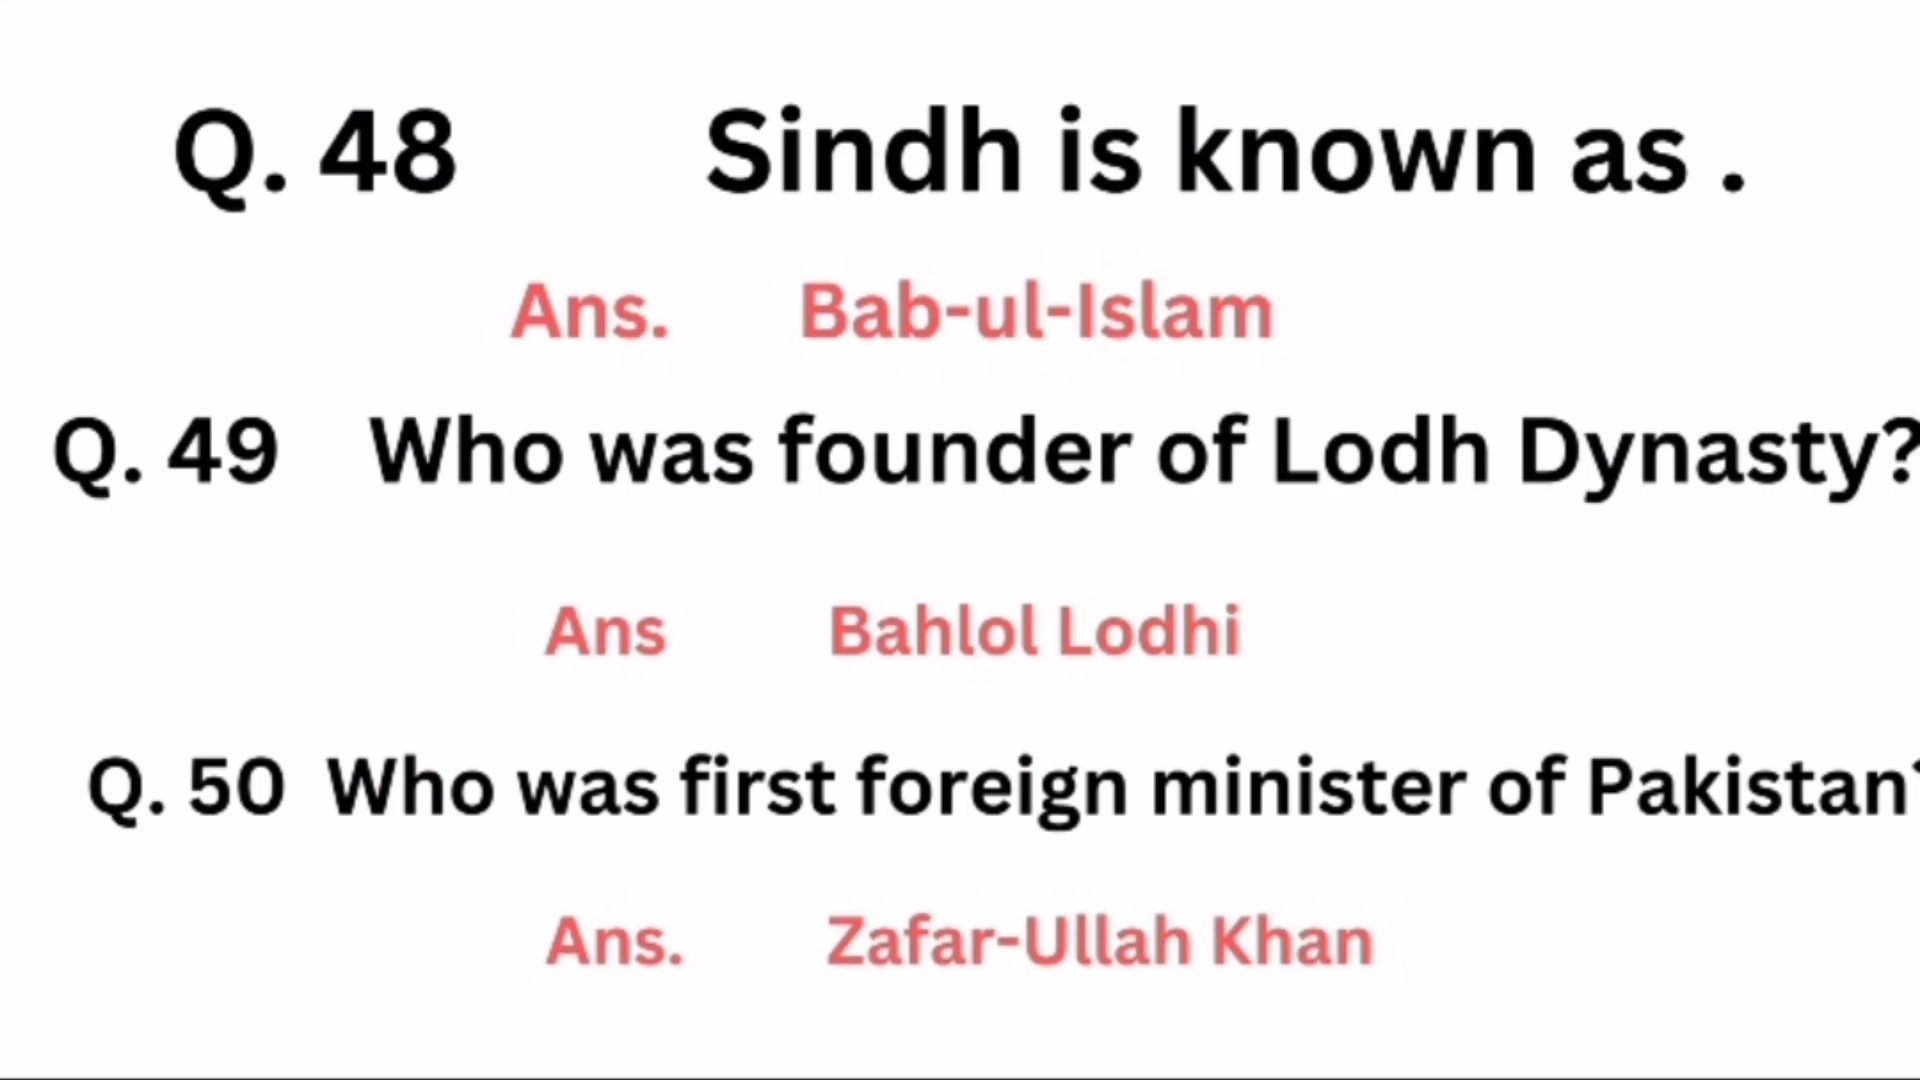 Q. 48 Sindh is known as .
Ans. Bab-ul-Islam
Q. 49 Who was founder of Lodh Dynasty?
Ans Bahlol Lodhi
Q. 50 Who was first foreign minister of Pakistan?
Ans. Zafar-Ullah Khan